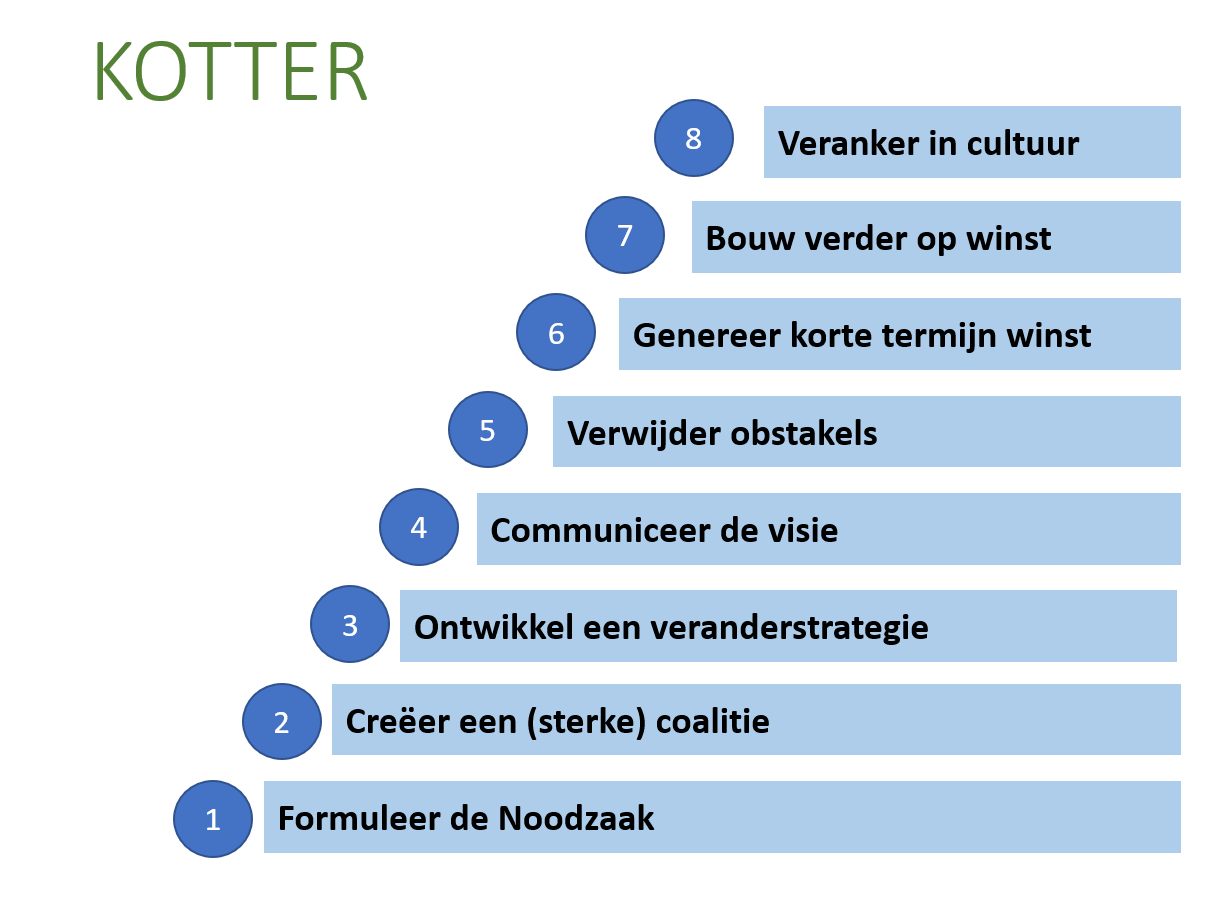 KOTTER
8 Veranker in cultuur
7 Bouw verder op winst
6 Genereer korte termijn winst
5 Verwijder obstakels
4 Communiceer de visie
3 Ontwikkel een veranderstrategie
2 Creëer een (sterke) coalitie
1 Formuleer de Noodzaak